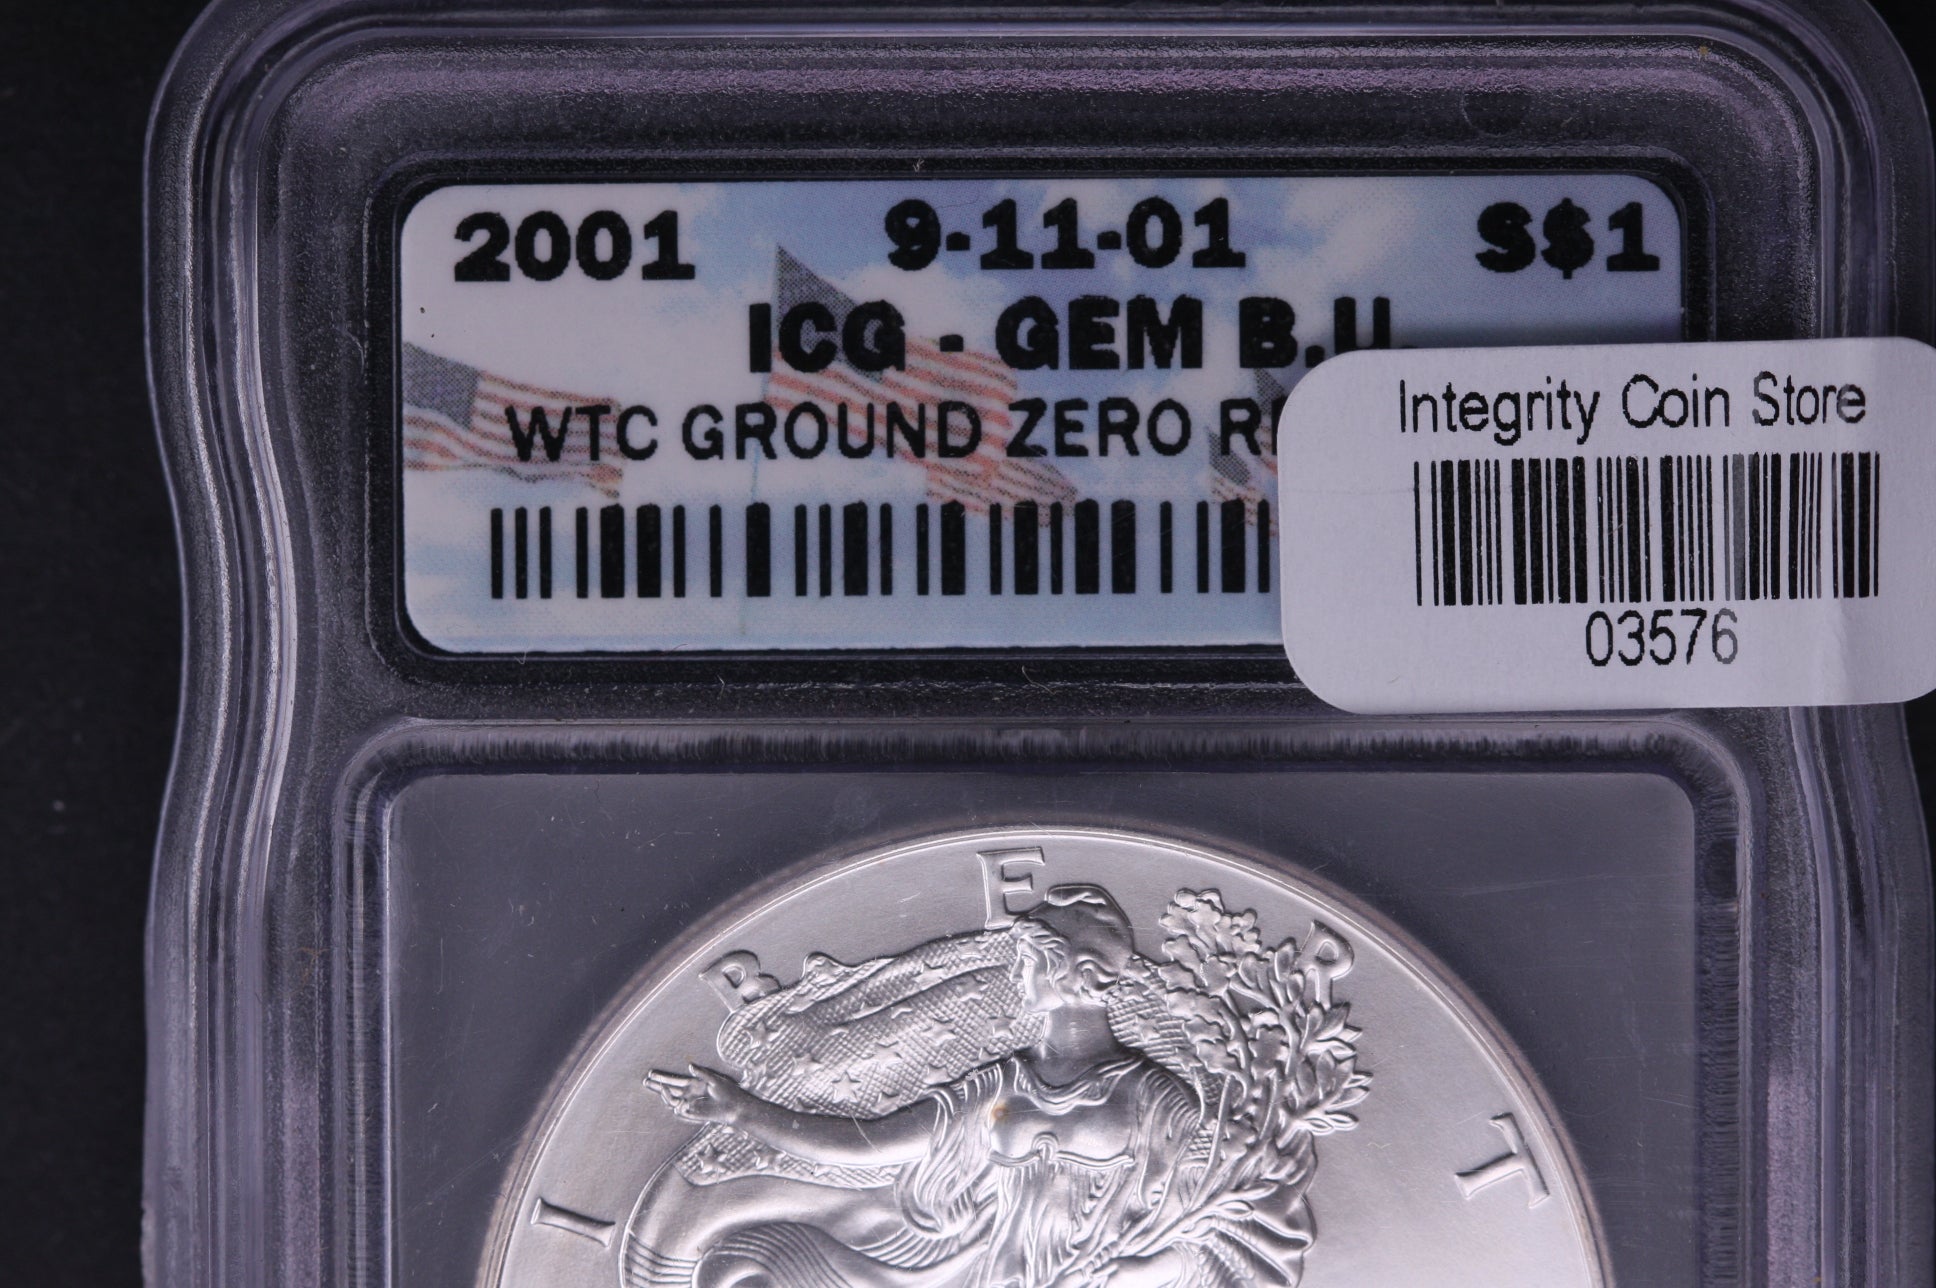 2001 9-11-01 S$1
ICG - GEM B.U.
WTC GROUND ZERO
Integrity Coin Store
03576
I B E R T